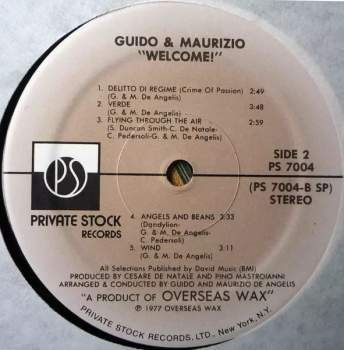 GUIDO & MAURIZIO
"WELCOME!"
1. DELITTO DI REGIME (Crime Of Passion) 2:49
(G. & M. De Angelis)
2. VERDE 3:48
(G. & M. De Angelis)
3. FLYING THROUGH THE AIR 2:59
(S. Duncan Smith-C. De Natale-
C. Pedersoli-G. & M. De Angelis)
SIDE 2
PS 7004
PS
PRIVATE STOCK
RECORDS
(PS 7004-B SP)
STEREO
4. ANGELS AND BEANS 3:33
(Dandylion-
G. & M. De Angelis-
C. Pedersoli)
5. WIND 3:11
(G. & M. De Angelis)
All Selections Published by David Music (BMI)
PRODUCED BY CESARE DE NATALE AND PINO MASTROIANNI
ARRANGED & CONDUCTED BY GUIDO AND MAURIZIO DE ANGELIS
"A PRODUCT OF OVERSEAS WAX"
℗ 1977 OVERSEAS WAX
PRIVATE STOCK RECORDS, LTD., New York, N.Y.